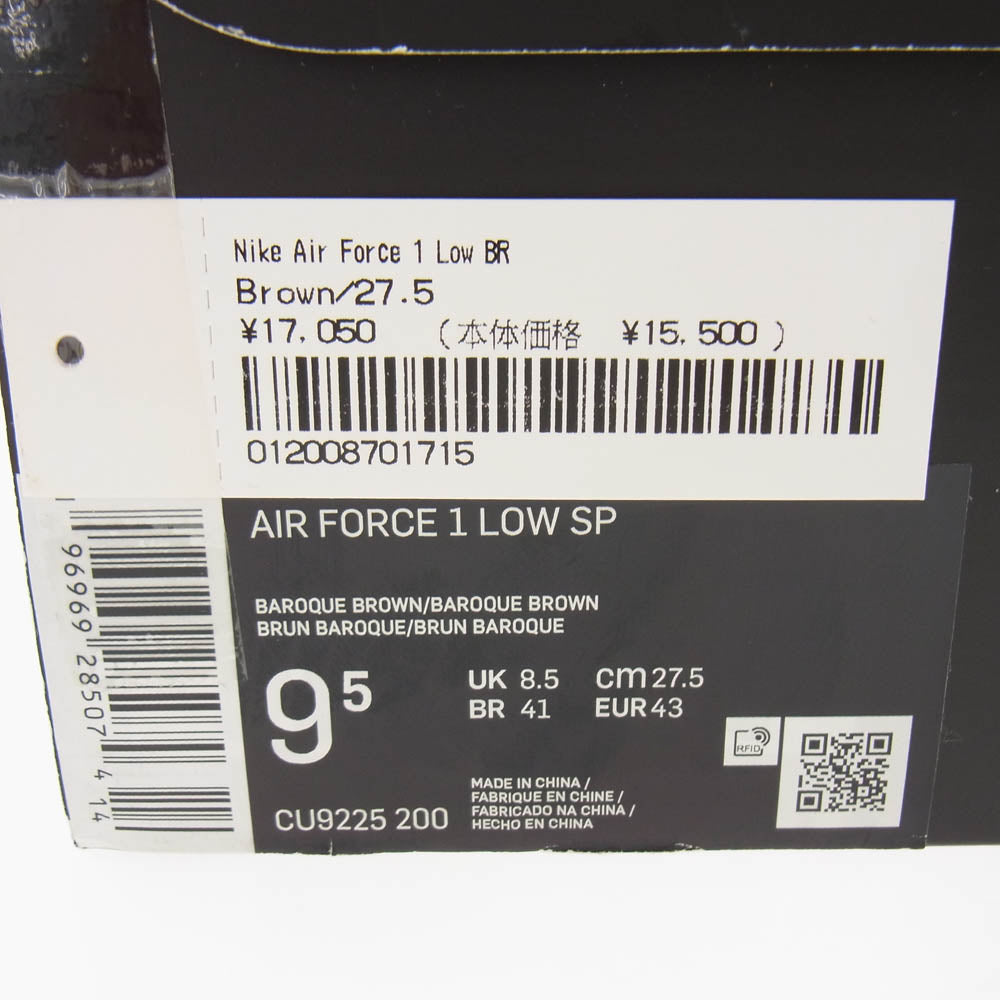 Nike Air Force 1 Low BR
Brown/27.5
¥17,050 (本体価格 ¥15,500)
012008701715
AIR FORCE 1 LOW SP
BAROQUE BROWN/BAROQUE BROWN
BRUN BAROQUE/BRUN BAROQUE
9 5
UK 8.5 cm 27.5
BR 41 EUR 43
RFID
CU9225 200
MADE IN CHINA /
FABRIQUE EN CHINE /
FABRICADO NA CHINA /
HECHO EN CHINA
96969 28507 4 14